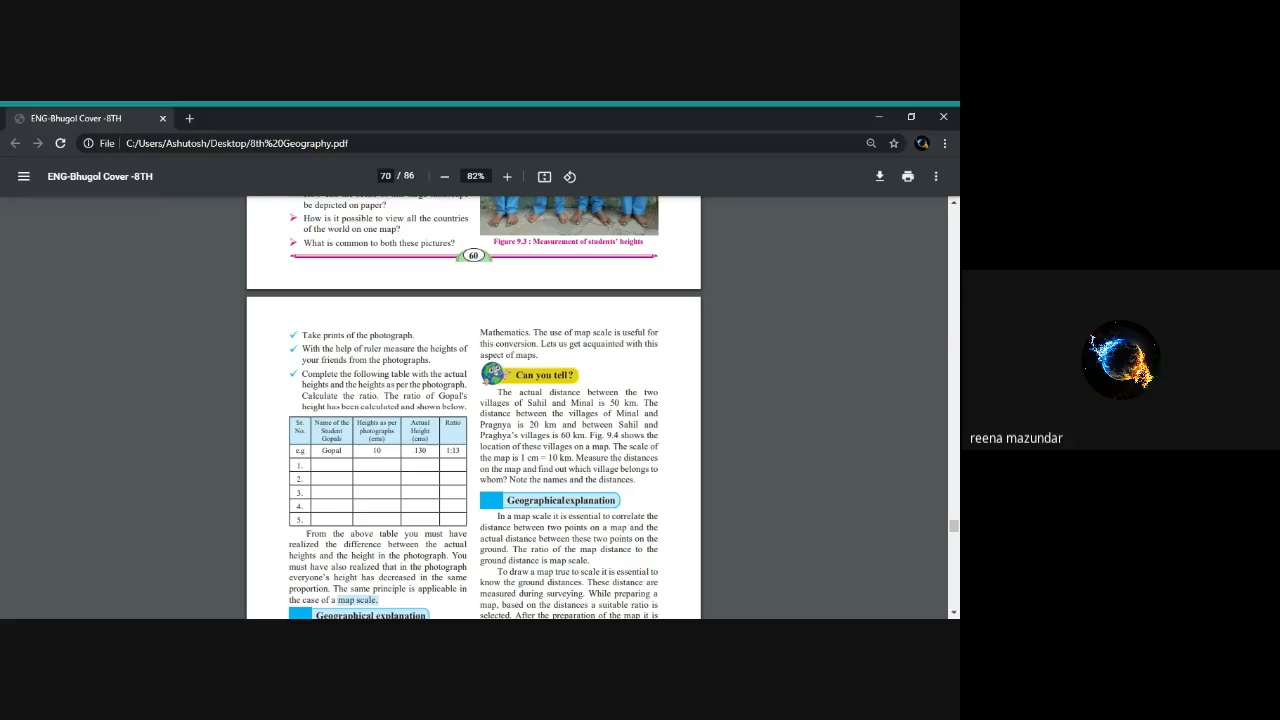 ENG-Bhugol Cover -8TH
File
C:/Users/Ashutosh/Desktop/8th%20Geography.pdf
ENG-Bhugol Cover -8TH
70 / 86
82%
be depicted on paper?
How is it possible to view all the countries
of the world on one map?
What is common to both these pictures?
Figure 9.3 : Measurement of students' heights
60
Take prints of the photograph.
With the help of ruler measure the heights of
your friends from the photographs.
Complete the following table with the actual
heights and the heights as per the photograph.
Calculate the ratio. The ratio of Gopal's
height has been calculated and shown below.
Sr. No. Name of the Student Gopals Heights as per photographs (cms) Actual Height (cms) Ratio
e.g Gopal 10 130 1:13
1.
2.
3.
4.
5.
From the above table you must have
realized the difference between the actual
heights and the height in the photograph. You
must have also realized that in the photograph
everyone's height has decreased in the same
proportion. The same principle is applicable in
the case of a map scale.
Geographical explanation
Mathematics. The use of map scale is useful for
this conversion. Lets us get acquainted with this
aspect of maps.
Can you tell?
The actual distance between the two
villages of Sahil and Minal is 50 km. The
distance between the villages of Minal and
Pragnya is 20 km and between Sahil and
Praghya's villages is 60 km. Fig. 9.4 shows the
location of these villages on a map. The scale of
the map is 1 cm = 10 km. Measure the distances
on the map and find out which village belongs to
whom? Note the names and the distances.
Geographical explanation
In a map scale it is essential to correlate the
distance between two points on a map and the
actual distance between these two points on the
ground. The ratio of the map distance to the
ground distance is map scale.
To draw a map true to scale it is essential to
know the ground distances. These distance are
measured during surveying. While preparing a
map, based on the distances a suitable ratio is
selected. After the preparation of the map it is
reena mazundar